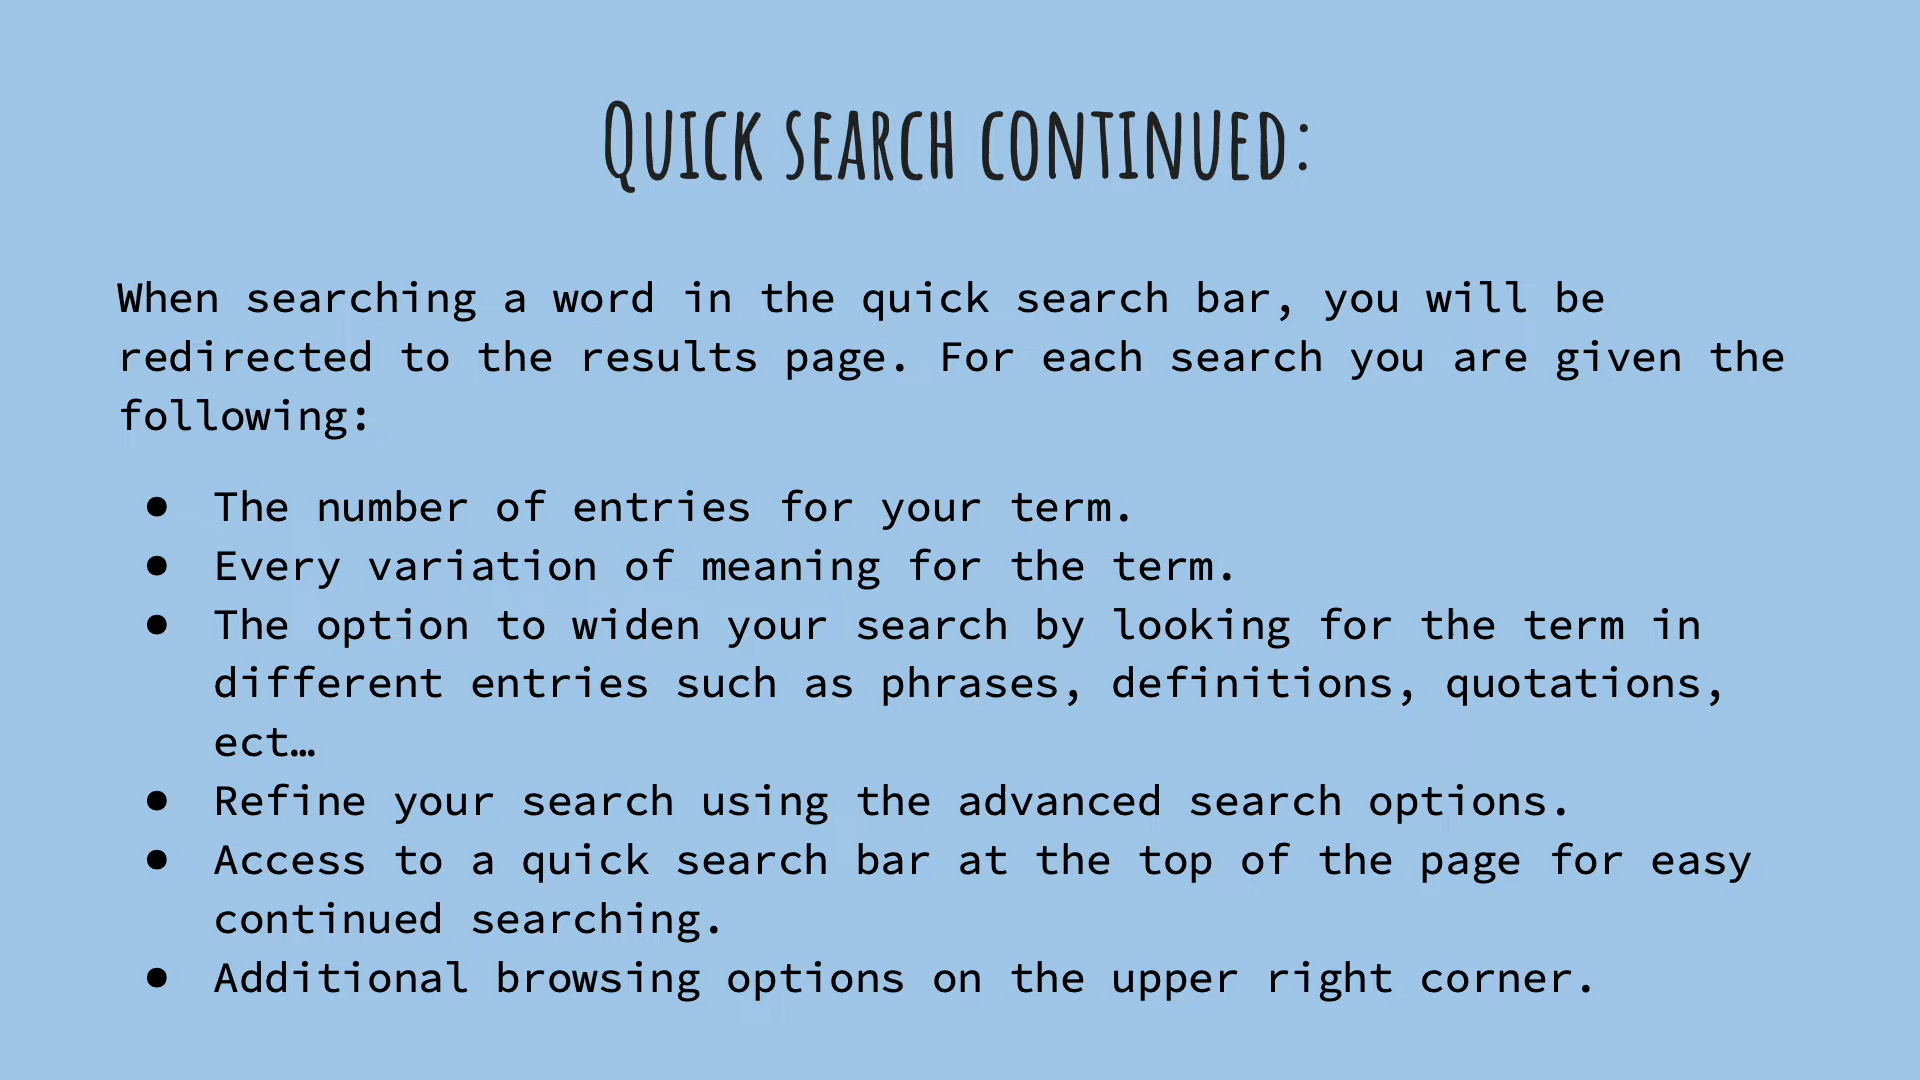 Quick search continued:
When searching a word in the quick search bar, you will be
redirected to the results page. For each search you are given the
following:
● The number of entries for your term.
● Every variation of meaning for the term.
● The option to widen your search by looking for the term in
different entries such as phrases, definitions, quotations,
ect…
● Refine your search using the advanced search options.
● Access to a quick search bar at the top of the page for easy
continued searching.
● Additional browsing options on the upper right corner.